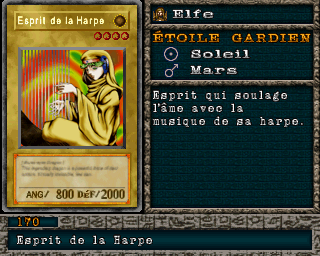 Esprit de la Harpe
ANG/ 800 DÉF/2000
Elfe
ÉTOILE GARDIEN
Soleil
Mars
Esprit qui soulage
l'âme avec la
musique de sa harpe.
170
Esprit de la Harpe